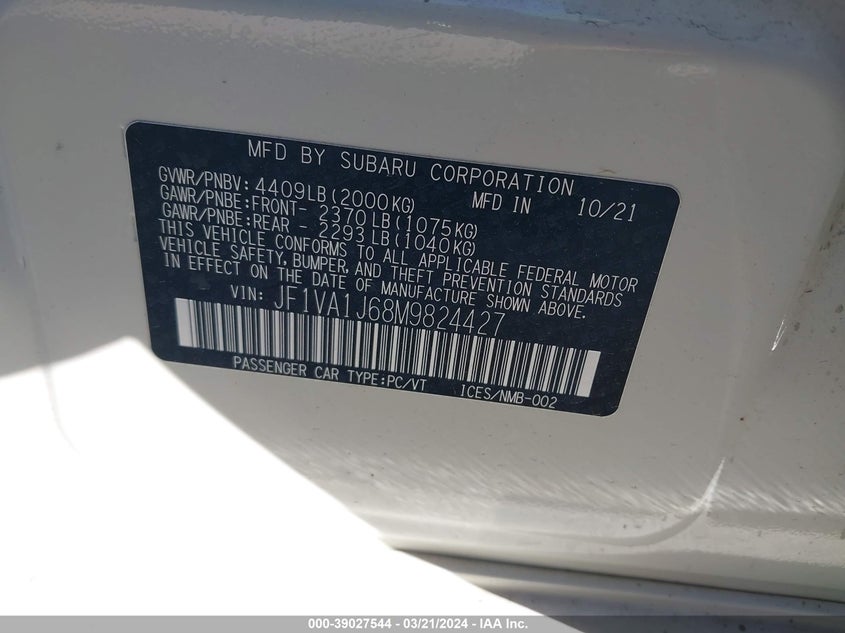 MFD BY SUBARU CORPORATION
GVWR/PNBV: 4409LB(2000KG) MFD IN 10/21
GAWR/PNBE:FRONT- 2370LB(1075KG)
GAWR/PNBE:REAR - 2293LB(1040KG)
THIS VEHICLE CONFORMS TO ALL APPLICABLE FEDERAL MOTOR
VEHICLE SAFETY, BUMPER, AND THEFT PREVENTION STANDARDS
IN EFFECT ON THE DATE OF MANUFACTURE SHOWN ABOVE.
VIN: JF1VA1J68M9824427
PASSENGER CAR TYPE:PC/VT ICES/NMB-002
000-39027544 - 03/21/2024 - IAA Inc.